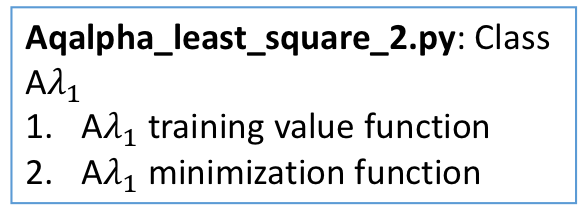 Aqalpha_least_square_2.py: Class
Aλ₁
1. Aλ₁ training value function
2. Aλ₁ minimization function